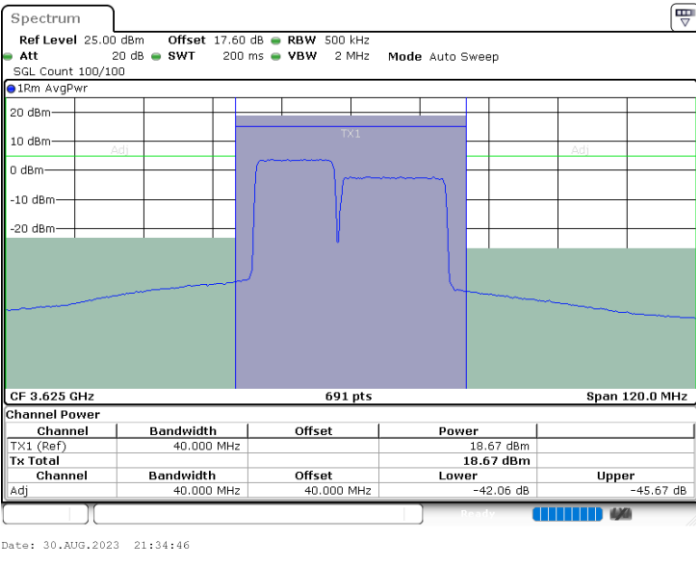 Spectrum
Ref Level 25.00 dBm Offset 17.60 dB RBW 500 kHz
Att 20 dB SWT 200 ms VBW 2 MHz Mode Auto Sweep
SGL Count 100/100
1Rm AvgPwr
20 dBm
TX1
10 dBm
Adj Adj
0 dBm
-10 dBm
-20 dBm
CF 3.625 GHz 691 pts Span 120.0 MHz
Channel Power
Channel Bandwidth Offset Power
TX1 (Ref) 40.000 MHz 18.67 dBm
Tx Total 18.67 dBm
Channel Bandwidth Offset Lower Upper
Adj 40.000 MHz 40.000 MHz -42.06 dB -45.67 dB
Ready
Date: 30.AUG.2023 21:34:46